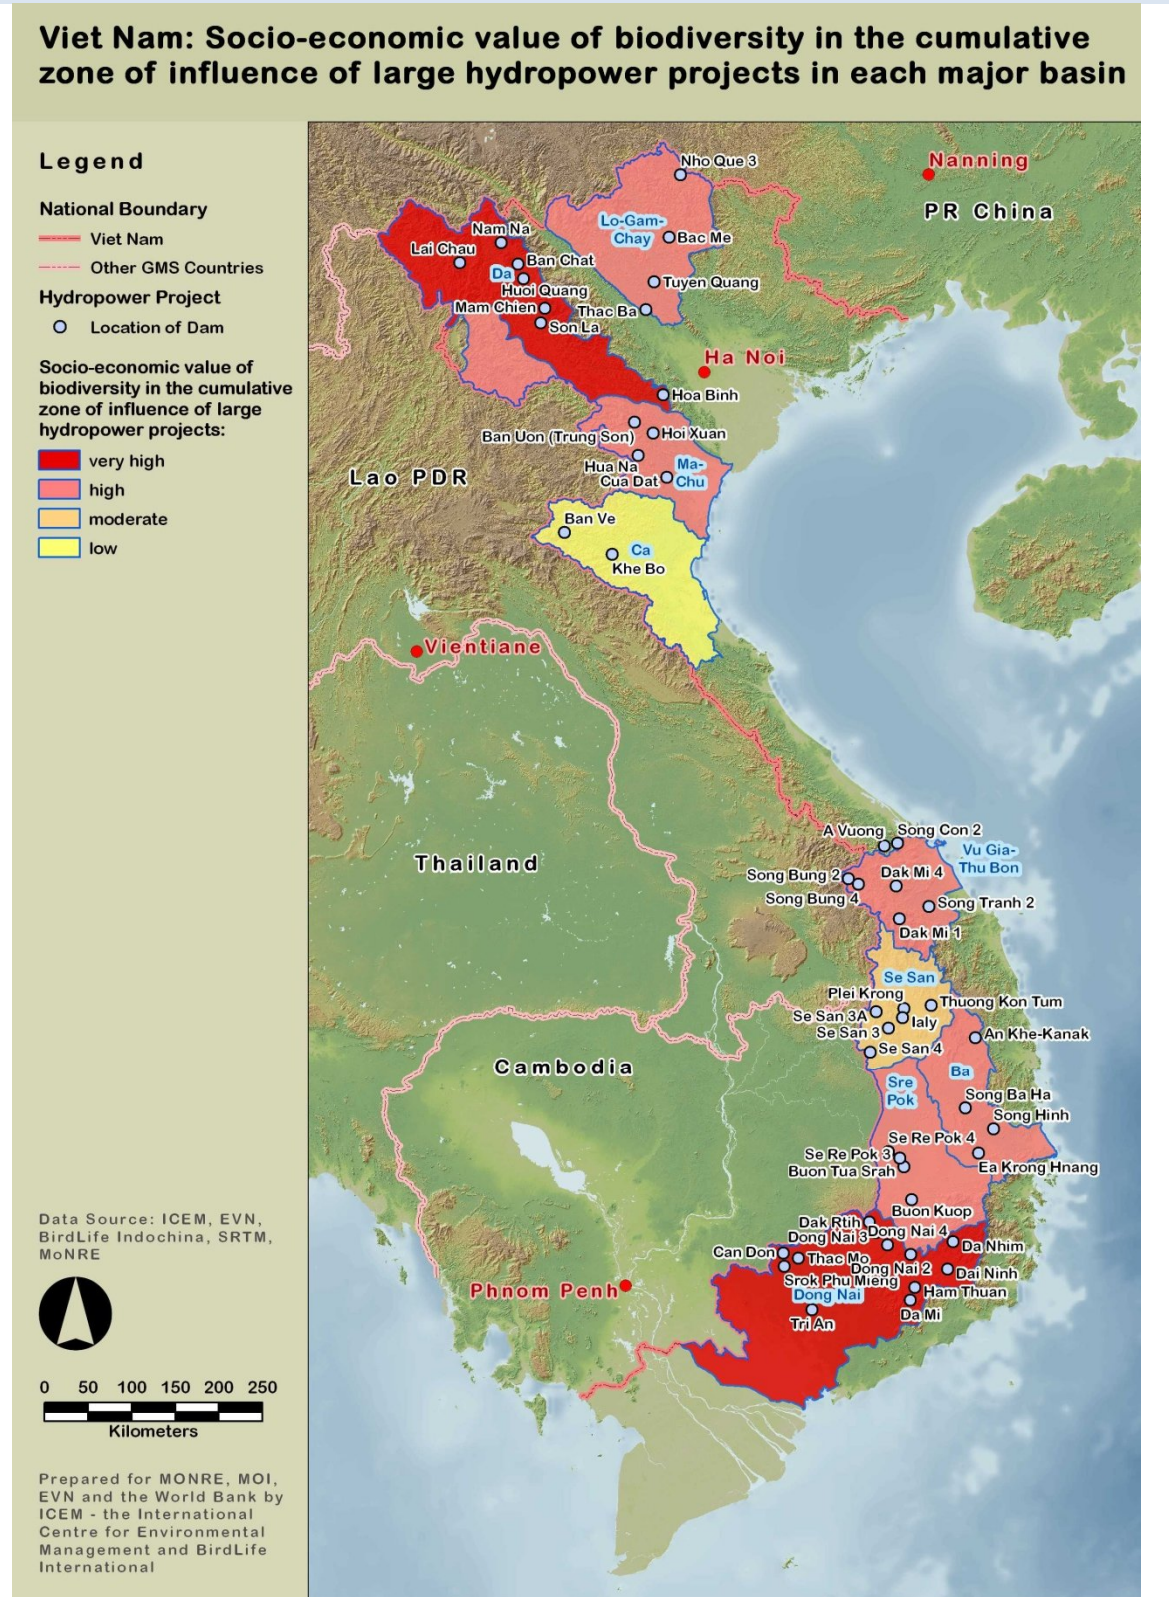 Viet Nam: Socio-economic value of biodiversity in the cumulative
zone of influence of large hydropower projects in each major basin
Legend
National Boundary
Viet Nam
Other GMS Countries
Hydropower Project
Location of Dam
Socio-economic value of
biodiversity in the cumulative
zone of influence of large
hydropower projects:
very high
high
moderate
low
Data Source: ICEM, EVN,
BirdLife Indochina, SRTM,
MoNRE
0 50 100 150 200 250
Kilometers
Prepared for MONRE, MOI,
EVN and the World Bank by
ICEM - the International
Centre for Environmental
Management and BirdLife
International
Nho Que 3
Nanning
PR China
Lo-Gam-
Chay
Bac Me
Nam Na
Lai Chau
Ban Chat
Da
Huoi Quang
Tuyen Quang
Mam Chien
Thac Ba
Son La
Ha Noi
Hoa Binh
Ban Uon (Trung Son)
Hoi Xuan
Hua Na
Cua Dat
Ma-
Chu
Lao PDR
Ban Ve
Ca
Khe Bo
Vientiane
Thailand
A Vuong
Song Con 2
Vu Gia-
Thu Bon
Song Bung 2
Dak Mi 4
Song Bung 4
Song Tranh 2
Dak Mi 1
Se San
Plei Krong
Thuong Kon Tum
Se San 3A
Ialy
Se San 3
An Khe-Kanak
Se San 4
Cambodia
Sre
Pok
Ba
Song Ba Ha
Song Hinh
Se Re Pok 4
Se Re Pok 3
Buon Tua Srah
Ea Krong Hnang
Buon Kuop
Dak Rtih
Dong Nai 3
Dong Nai 4
Da Nhim
Can Don
Thac Mo
Dong Nai 2
Dai Ninh
Srok Phu Mieng
Phnom Penh
Dong Nai
Ham Thuan
Da Mi
Tri An